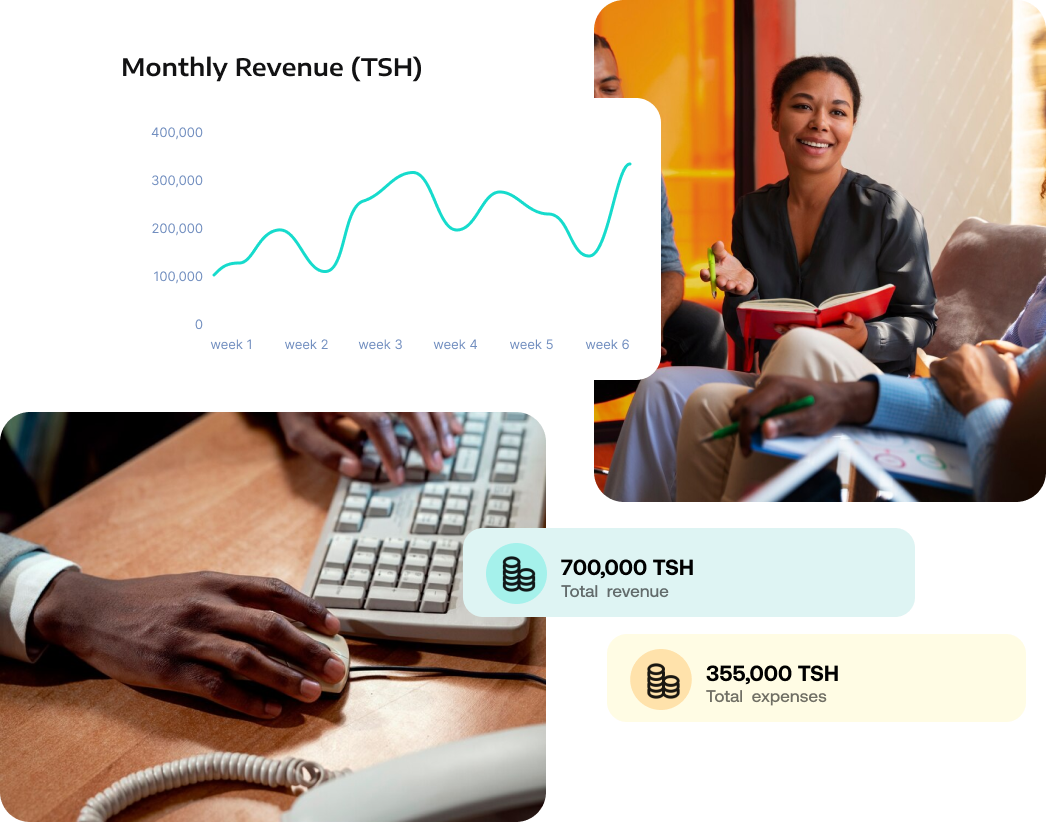 Monthly Revenue (TSH)
400,000
300,000
200,000
100,000
0
week 1 week 2 week 3 week 4 week 5 week 6
700,000 TSH
Total revenue
355,000 TSH
Total expenses